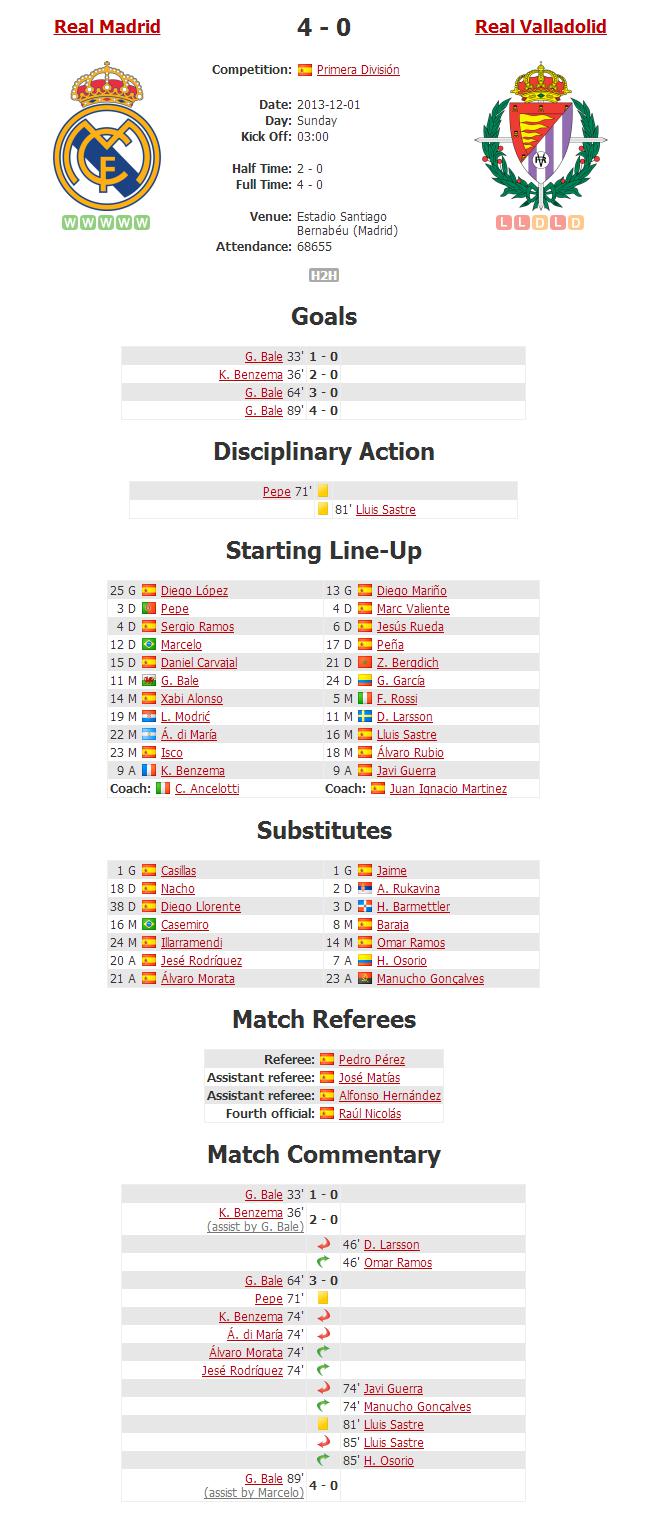 Real Madrid 4 - 0 Real Valladolid
Competition: Primera División
Date: 2013-12-01
Day: Sunday
Kick Off: 03:00
Half Time: 2 - 0
Full Time: 4 - 0
Venue: Estadio Santiago
Bernabéu (Madrid)
Attendance: 68655
W W W W W
L L D L D
H2H
Goals
G. Bale 33' 1 - 0
K. Benzema 36' 2 - 0
G. Bale 64' 3 - 0
G. Bale 89' 4 - 0
Disciplinary Action
Pepe 71'
81' Lluis Sastre
Starting Line-Up
25 G Diego López 13 G Diego Mariño
3 D Pepe 4 D Marc Valiente
4 D Sergio Ramos 6 D Jesús Rueda
12 D Marcelo 17 D Peña
15 D Daniel Carvajal 21 D Z. Bergdich
11 M G. Bale 24 D G. García
14 M Xabi Alonso 5 M F. Rossi
19 M L. Modrić 11 M D. Larsson
22 M Á. di María 16 M Lluis Sastre
23 M Isco 18 M Álvaro Rubio
9 A K. Benzema 9 A Javi Guerra
Coach: C. Ancelotti Coach: Juan Ignacio Martinez
Substitutes
1 G Casillas 1 G Jaime
18 D Nacho 2 D A. Rukavina
38 D Diego Llorente 3 D H. Barmettler
16 M Casemiro 8 M Baraja
24 M Illarramendi 14 M Omar Ramos
20 A Jesé Rodríguez 7 A H. Osorio
21 A Álvaro Morata 23 A Manucho Gonçalves
Match Referees
Referee: Pedro Pérez
Assistant referee: José Matías
Assistant referee: Alfonso Hernández
Fourth official: Raúl Nicolás
Match Commentary
G. Bale 33' 1 - 0
K. Benzema 36' 2 - 0
(assist by G. Bale)
46' D. Larsson
46' Omar Ramos
G. Bale 64' 3 - 0
Pepe 71'
K. Benzema 74'
Á. di María 74'
Álvaro Morata 74'
Jesé Rodríguez 74'
74' Javi Guerra
74' Manucho Gonçalves
81' Lluis Sastre
85' Lluis Sastre
85' H. Osorio
G. Bale 89' 4 - 0
(assist by Marcelo)